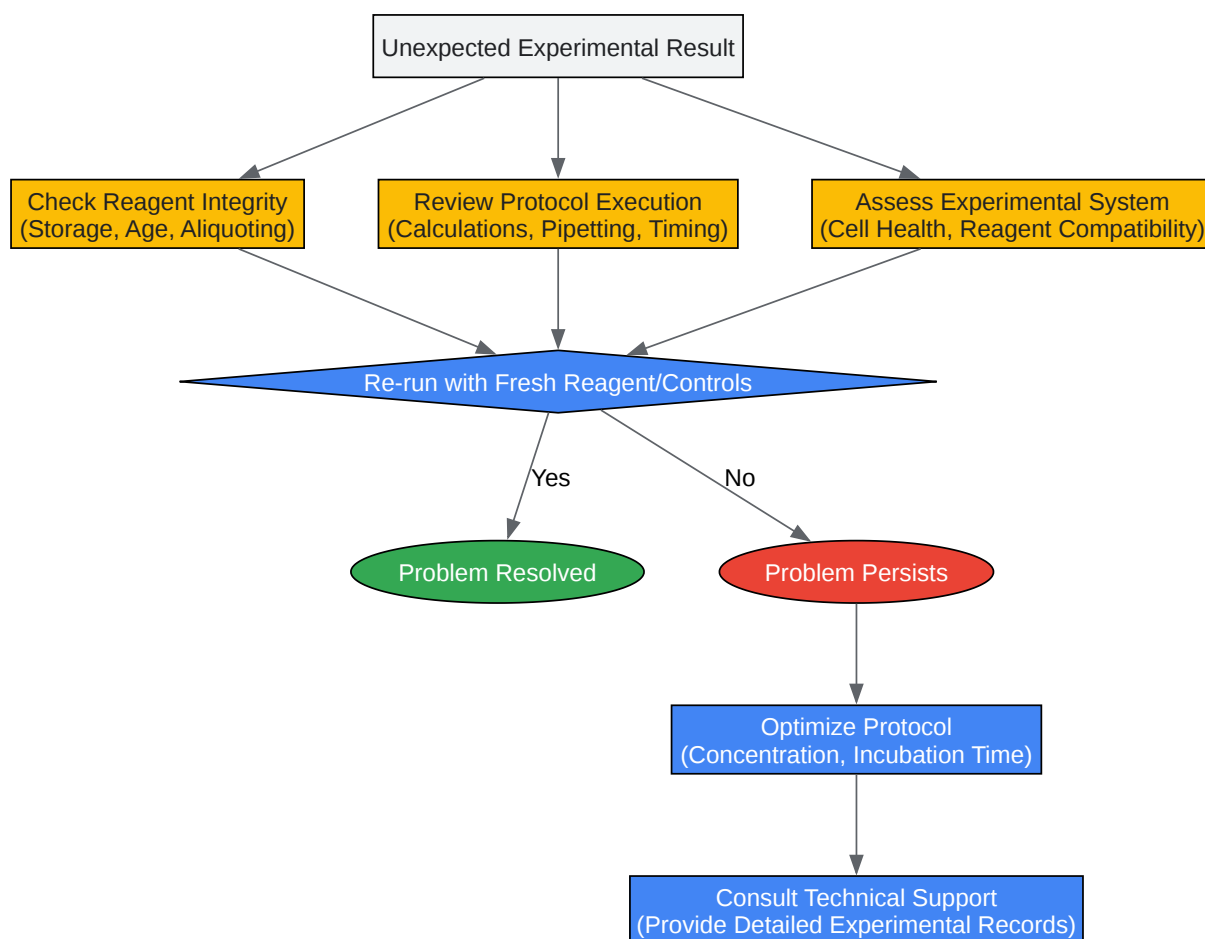 Unexpected Experimental Result
Check Reagent Integrity
(Storage, Age, Aliquoting)
Review Protocol Execution
(Calculations, Pipetting, Timing)
Assess Experimental System
(Cell Health, Reagent Compatibility)
Re-run with Fresh Reagent/Controls
Yes
No
Problem Resolved
Problem Persists
Optimize Protocol
(Concentration, Incubation Time)
Consult Technical Support
(Provide Detailed Experimental Records)